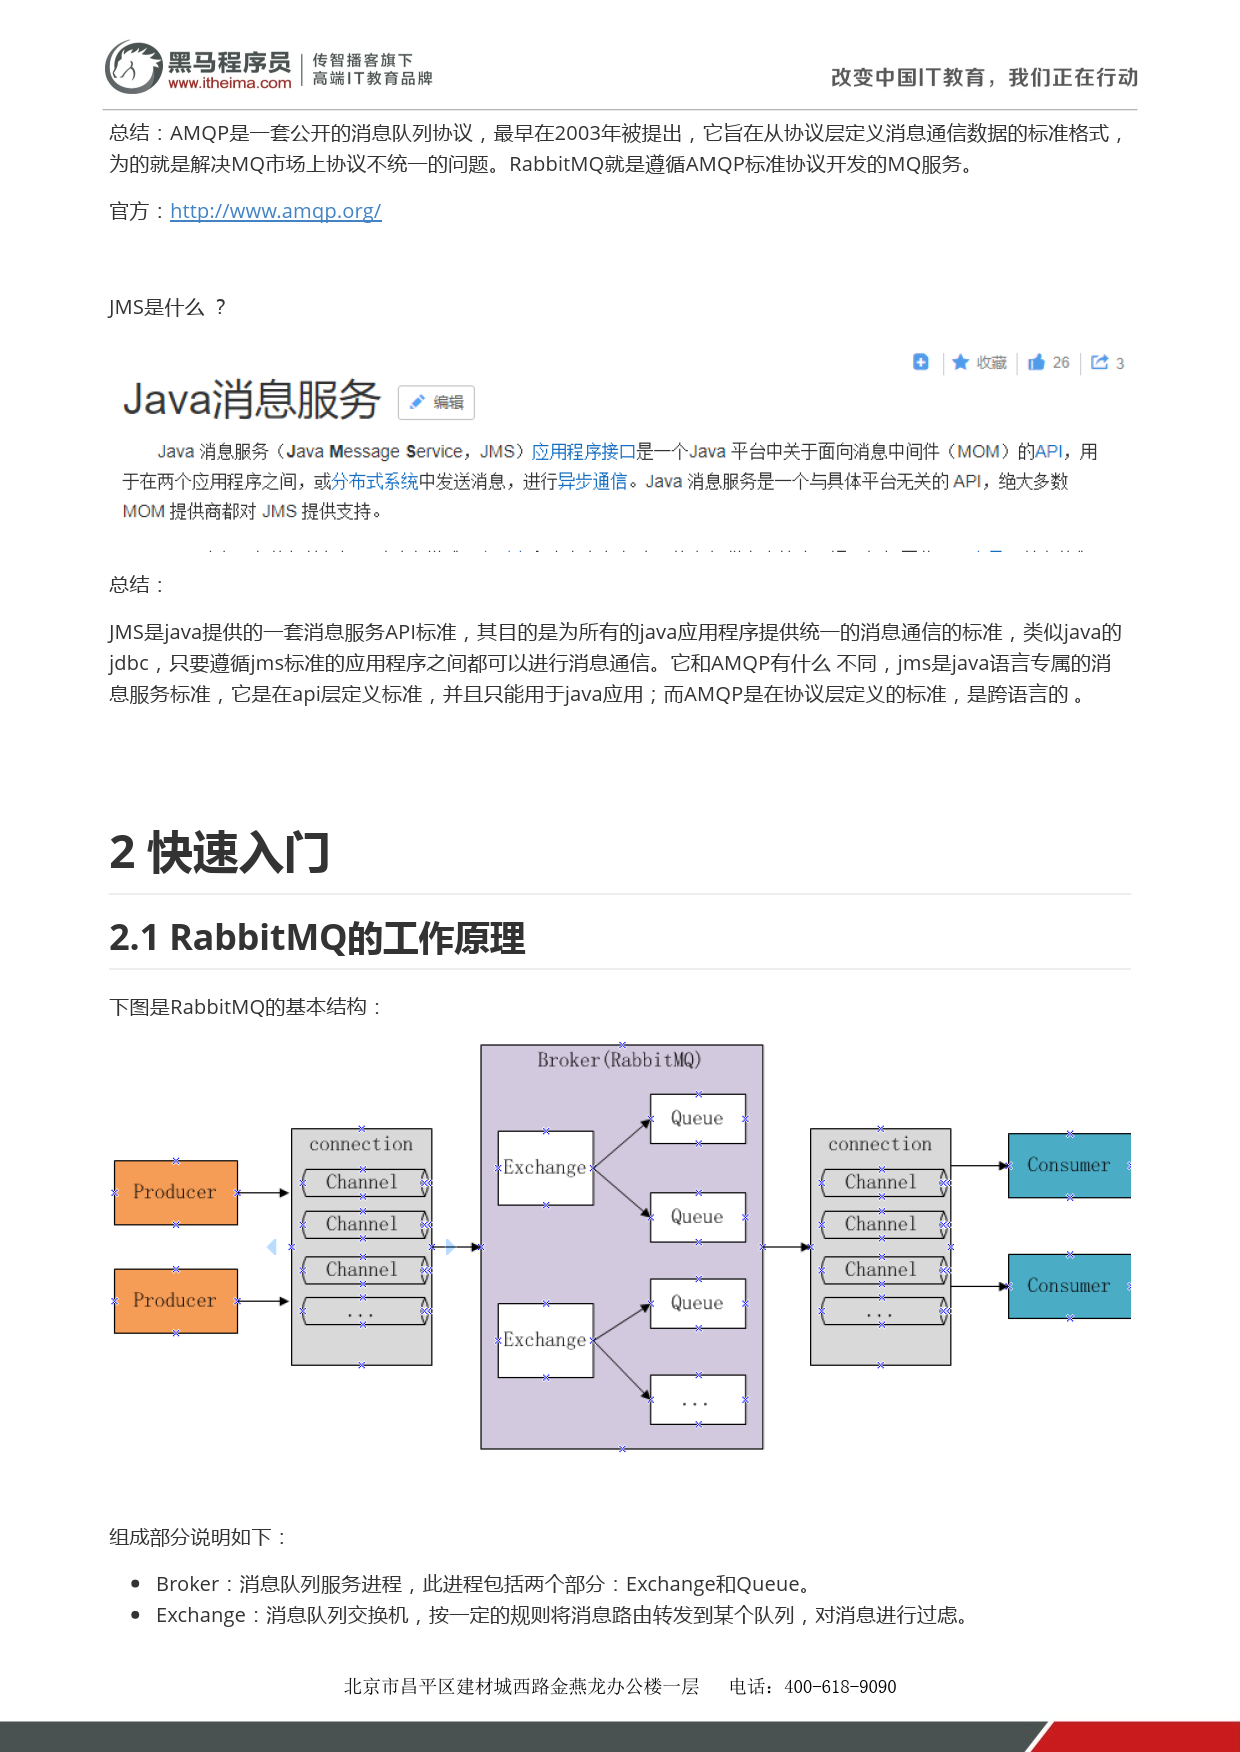 黑马程序员
www.itheima.com
传智播客旗下
高端IT教育品牌
改变中国IT教育，我们正在行动
总结：AMQP是一套公开的消息队列协议，最早在2003年被提出，它旨在从协议层定义消息通信数据的标准格式，
为的就是解决MQ市场上协议不统一的问题。RabbitMQ就是遵循AMQP标准协议开发的MQ服务。
官方：http://www.amqp.org/
JMS是什么 ？
收藏 26 3
Java消息服务 编辑
Java 消息服务（Java Message Service，JMS）应用程序接口是一个Java 平台中关于面向消息中间件（MOM）的API，用
于在两个应用程序之间，或分布式系统中发送消息，进行异步通信。Java 消息服务是一个与具体平台无关的 API，绝大多数
MOM 提供商都对 JMS 提供支持。
总结：
JMS是java提供的一套消息服务API标准，其目的是为所有的java应用程序提供统一的消息通信的标准，类似java的
jdbc，只要遵循jms标准的应用程序之间都可以进行消息通信。它和AMQP有什么 不同，jms是java语言专属的消
息服务标准，它是在api层定义标准，并且只能用于java应用；而AMQP是在协议层定义的标准，是跨语言的 。
2 快速入门
2.1 RabbitMQ的工作原理
下图是RabbitMQ的基本结构：
Producer
Producer
connection
Channel
Channel
Channel
...
Broker(RabbitMQ)
Exchange
Queue
Queue
Exchange
Queue
...
connection
Channel
Channel
Channel
...
Consumer
Consumer
组成部分说明如下：
• Broker：消息队列服务进程，此进程包括两个部分：Exchange和Queue。
• Exchange：消息队列交换机，按一定的规则将消息路由转发到某个队列，对消息进行过虑。
北京市昌平区建材城西路金燕龙办公楼一层 电话：400-618-9090